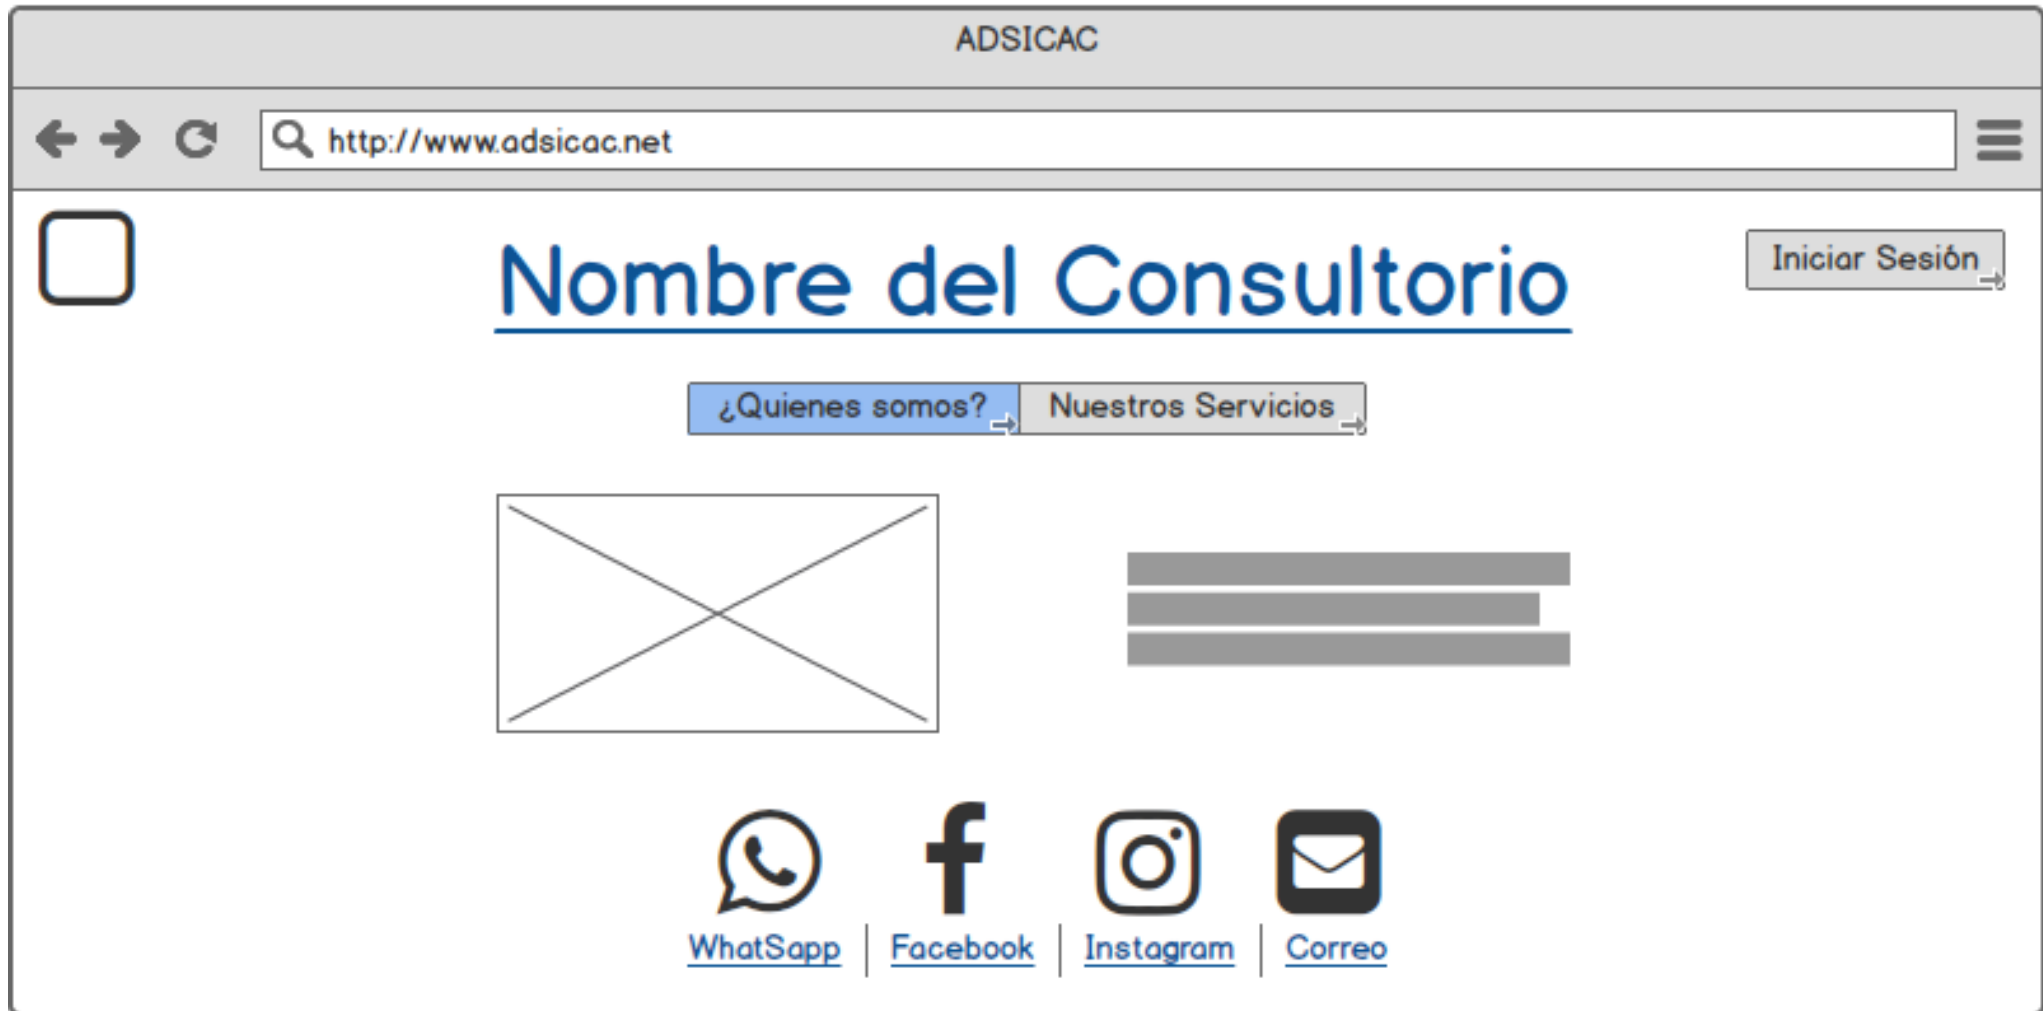 ADSICAC
http://www.adsicac.net
Nombre del Consultorio
Iniciar Sesión
¿Quienes somos? Nuestros Servicios
WhatSapp Facebook Instagram Correo